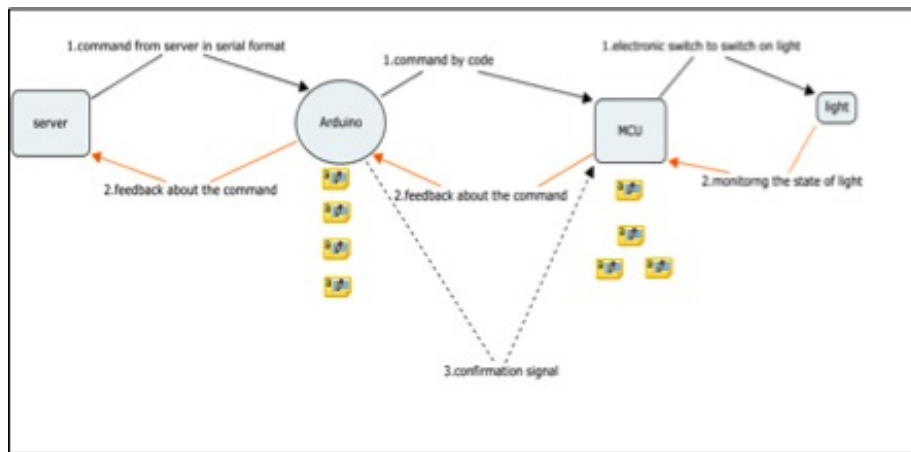 1.command from server in serial format
1.electronic switch to switch on light
1.command by code
server
Arduino
MCU
light
2.feedback about the command
2.feedback about the command
2.monitorng the state of light
3.confirmation signal